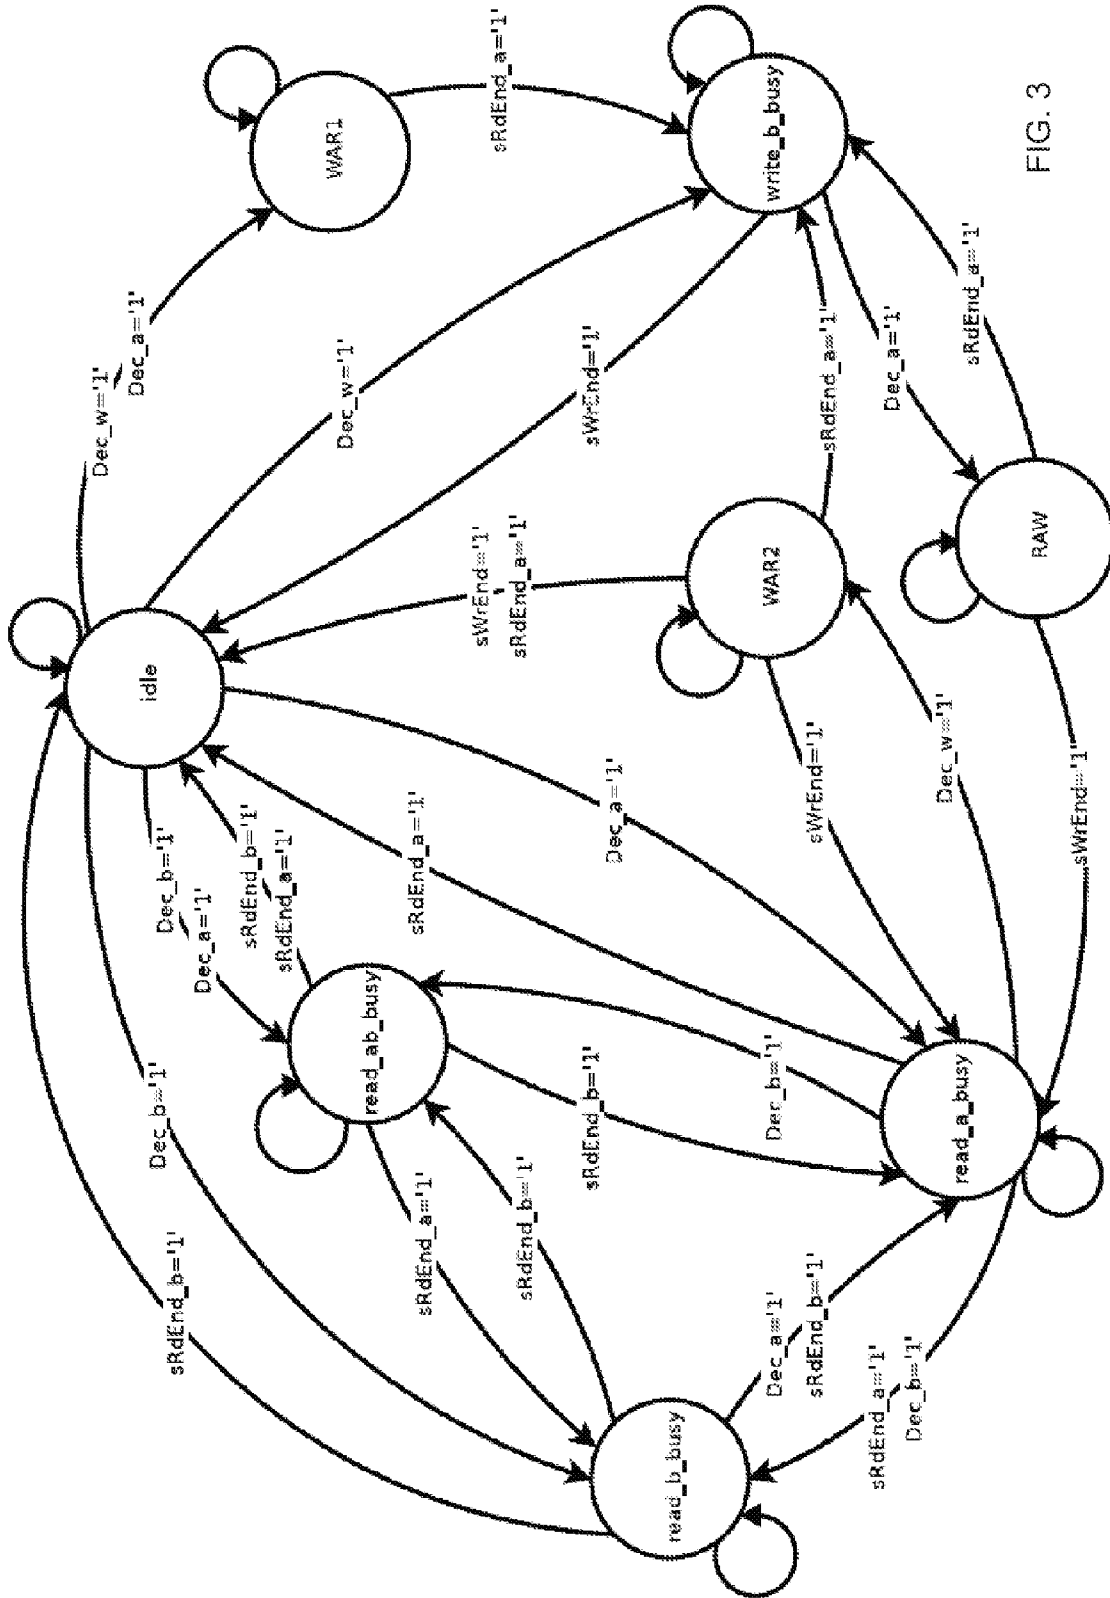 Dec_w='1'
Dec_a='1'
idle
Dec_b='1'
Dec_b='1'
Dec_a='1'
sRdEnd_b='1'
sRdEnd_b='1'
sRdEnd_a='1'
WAR1
Dec_w='1'
read_ab_busy
sRdEnd_a='1'
sRdEnd_a='1'
sWrEnd='1'
sRdEnd_a='1'
sRdEnd_a='1'
sRdEnd_b='1'
sRdEnd_b='1'
sWrEnd='1'
Dec_a='1'
read_b_busy
Dec_a='1'
sRdEnd_b='1'
Dec_b='1'
WAR2
write_b_busy
sWrEnd='1'
sRdEnd_a='1'
sRdEnd_a='1'
Dec_b='1'
Dec_a='1'
Dec_w='1'
read_a_busy
sRdEnd_a='1'
RAW
FIG. 3
sWrEnd='1'